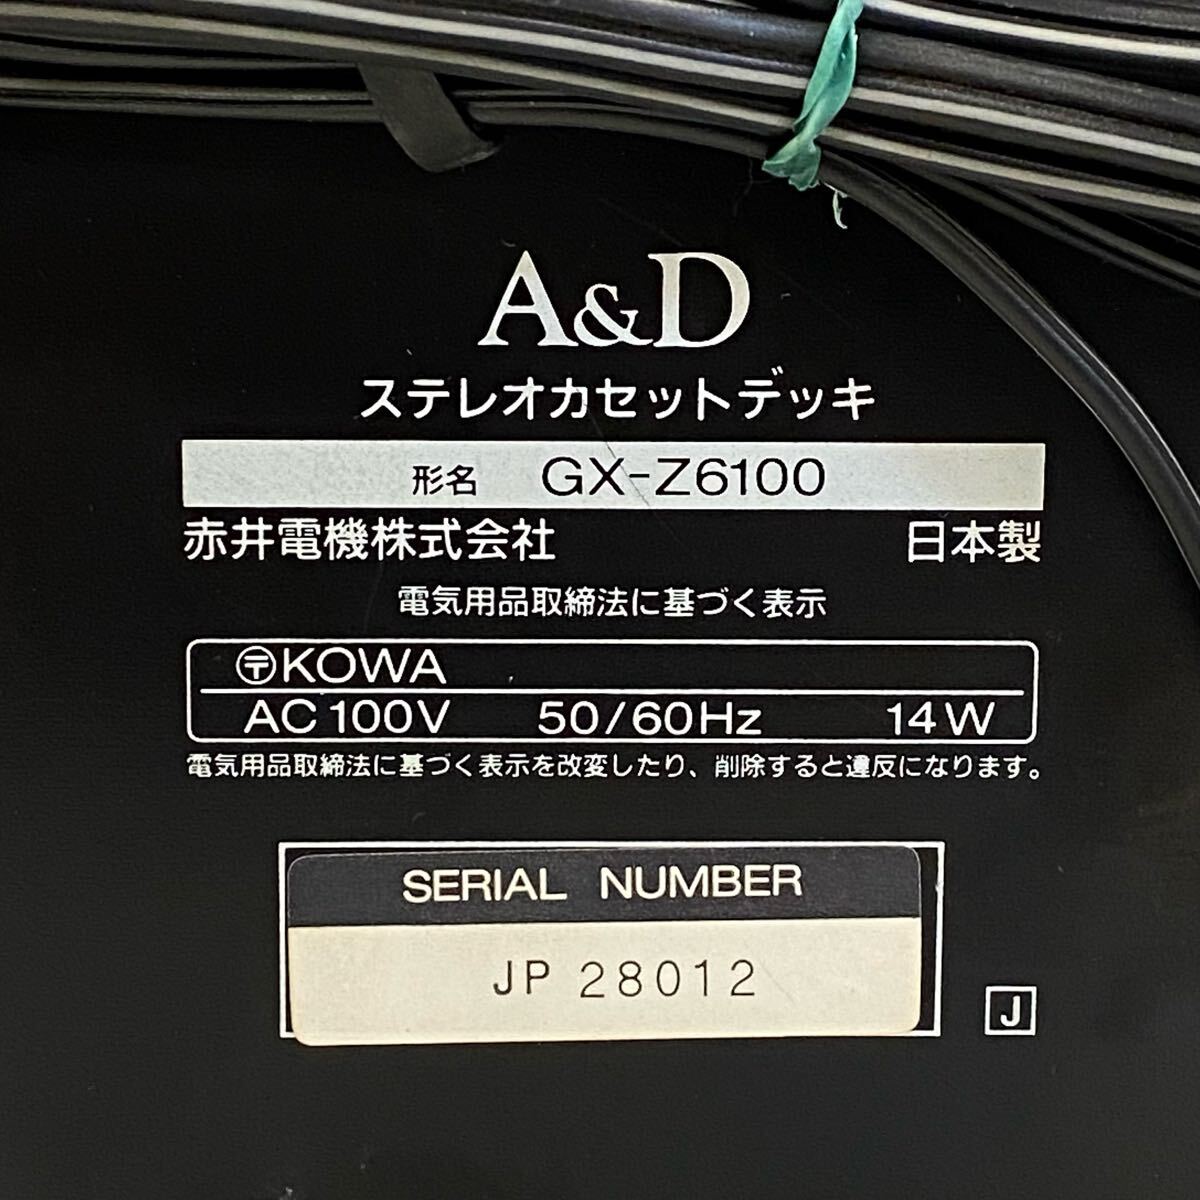 A&D
ステレオカセットデッキ
形名 GX-Z6100
赤井電機株式会社 日本製
電気用品取締法に基づく表示
〶KOWA
AC 100V 50/60Hz 14W
電気用品取締法に基づく表示を改変したり、削除すると違反になります。
SERIAL NUMBER
JP 28012
J